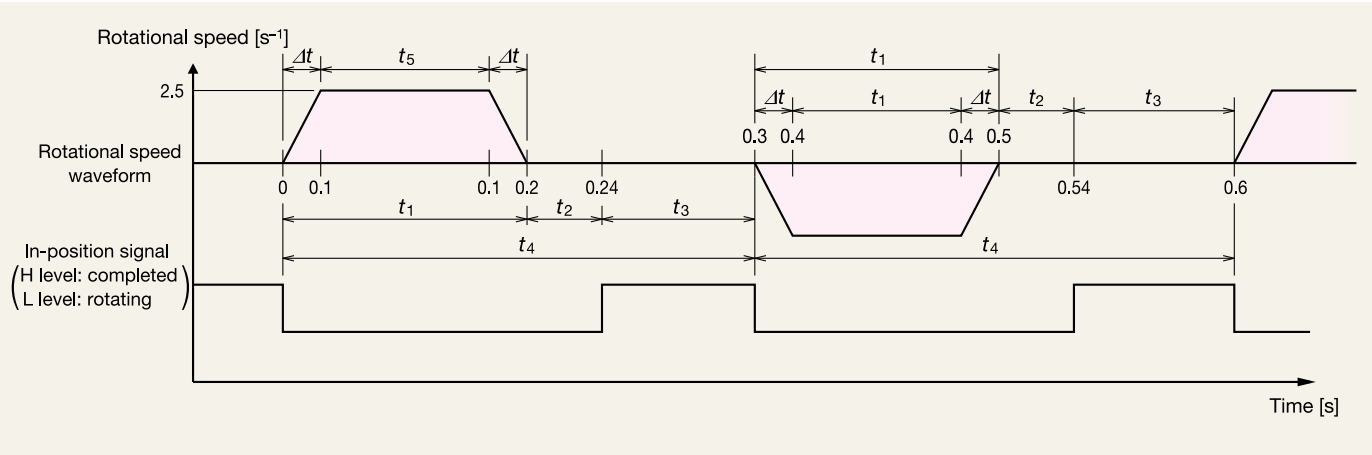 Rotational speed [s⁻¹]
Δt t₅ Δt
t₁
2.5
Δt t₁ Δt t₂ t₃
0.3 0.4 0.4 0.5
Rotational speed
waveform
0 0.1 0.1 0.2 0.24
0.54 0.6
t₁ t₂ t₃
t₄ t₄
In-position signal
(H level: completed
L level: rotating)
Time [s]